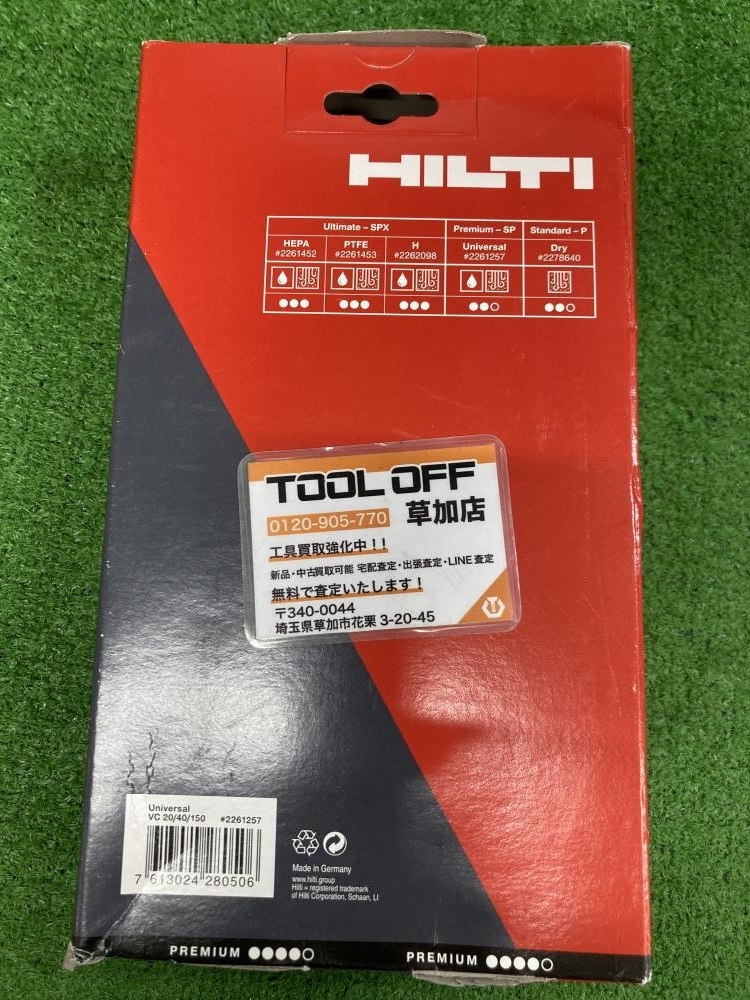 HILTI
Ultimate – SPX Premium – SP Standard – P
HEPA PTFE H Universal Dry
#2261452 #2261453 #2262098 #2261257 #2278640
TOOL OFF
0120-905-770 草加店
工具買取強化中！！
新品・中古買取可能 宅配査定・出張査定・LINE査定
無料で査定いたします！
〒340-0044
埼玉県草加市花栗 3-20-45
Universal
VC 20/40/150 #2261257
7 613024 280506
Made in Germany
www.hilti.group
Hilti = registered trademark
of Hilti Corporation, Schaan, LI
PREMIUM
PREMIUM